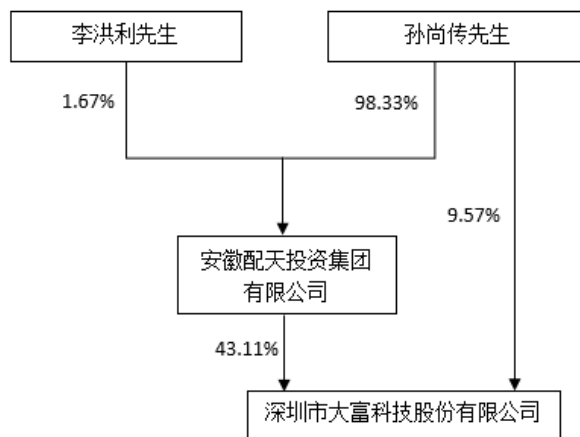 李洪利先生
孙尚传先生
1.67%
98.33%
9.57%
安徽配天投资集团
有限公司
43.11%
深圳市大富科技股份有限公司